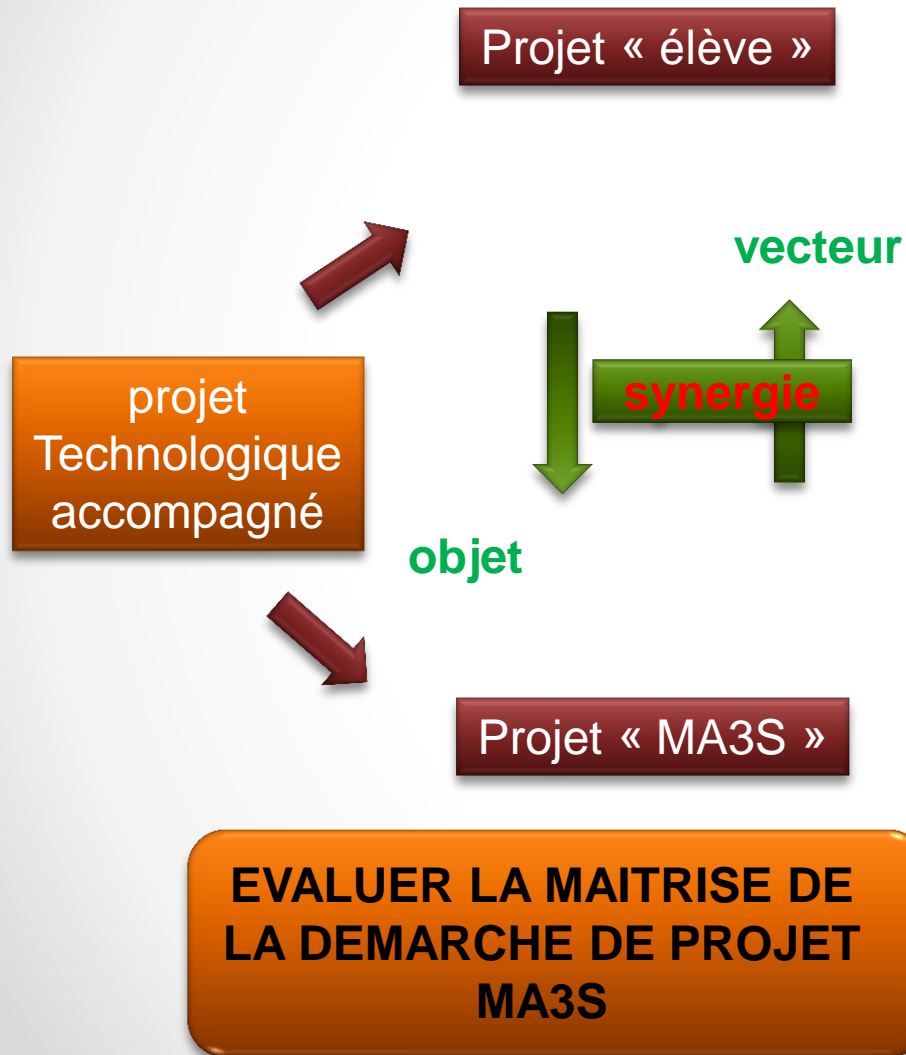 Projet « élève »
vecteur
synergie
projet
Technologique
accompagné
objet
Projet « MA3S »
EVALUER LA MAITRISE DE
LA DEMARCHE DE PROJET
MA3S